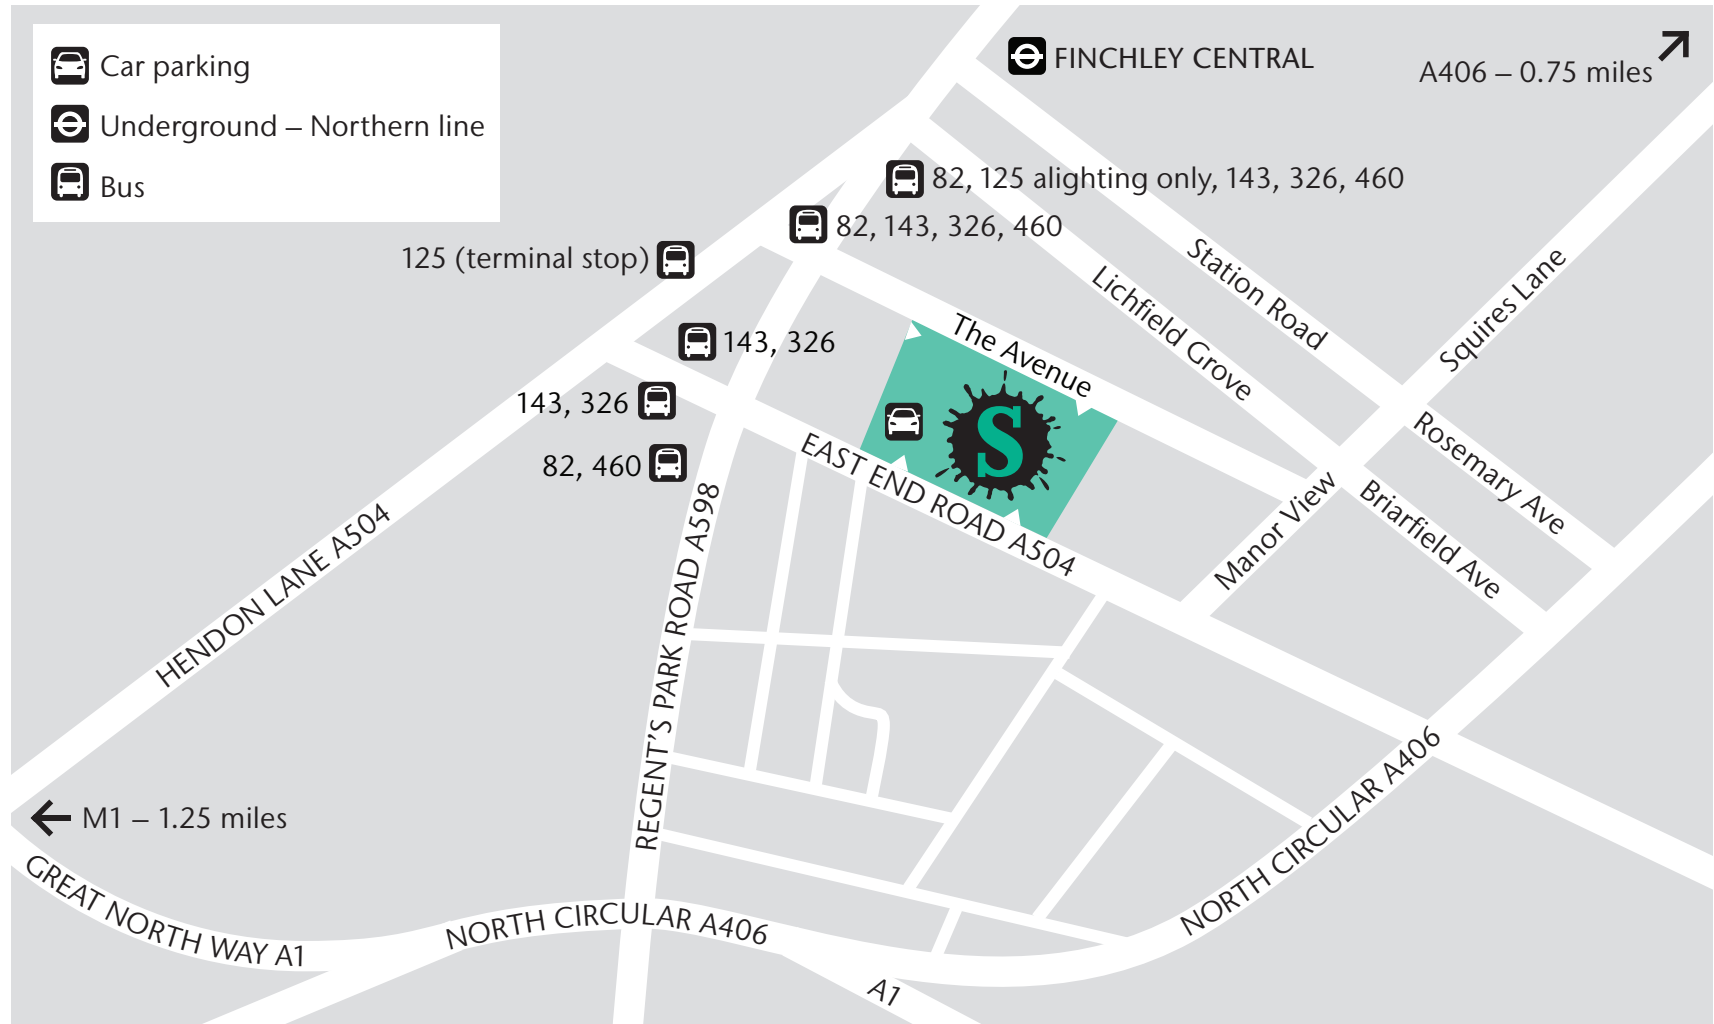 Car parking
Underground – Northern line
Bus
FINCHLEY CENTRAL
A406 – 0.75 miles
82, 125 alighting only, 143, 326, 460
82, 143, 326, 460
125 (terminal stop)
143, 326
143, 326
82, 460
Station Road
Lichfield Grove
Squires Lane
The Avenue
S
EAST END ROAD A504
Rosemary Ave
Briarfield Ave
Manor View
HENDON LANE A504
REGENT'S PARK ROAD A598
M1 – 1.25 miles
GREAT NORTH WAY A1
NORTH CIRCULAR A406
NORTH CIRCULAR A406
A1